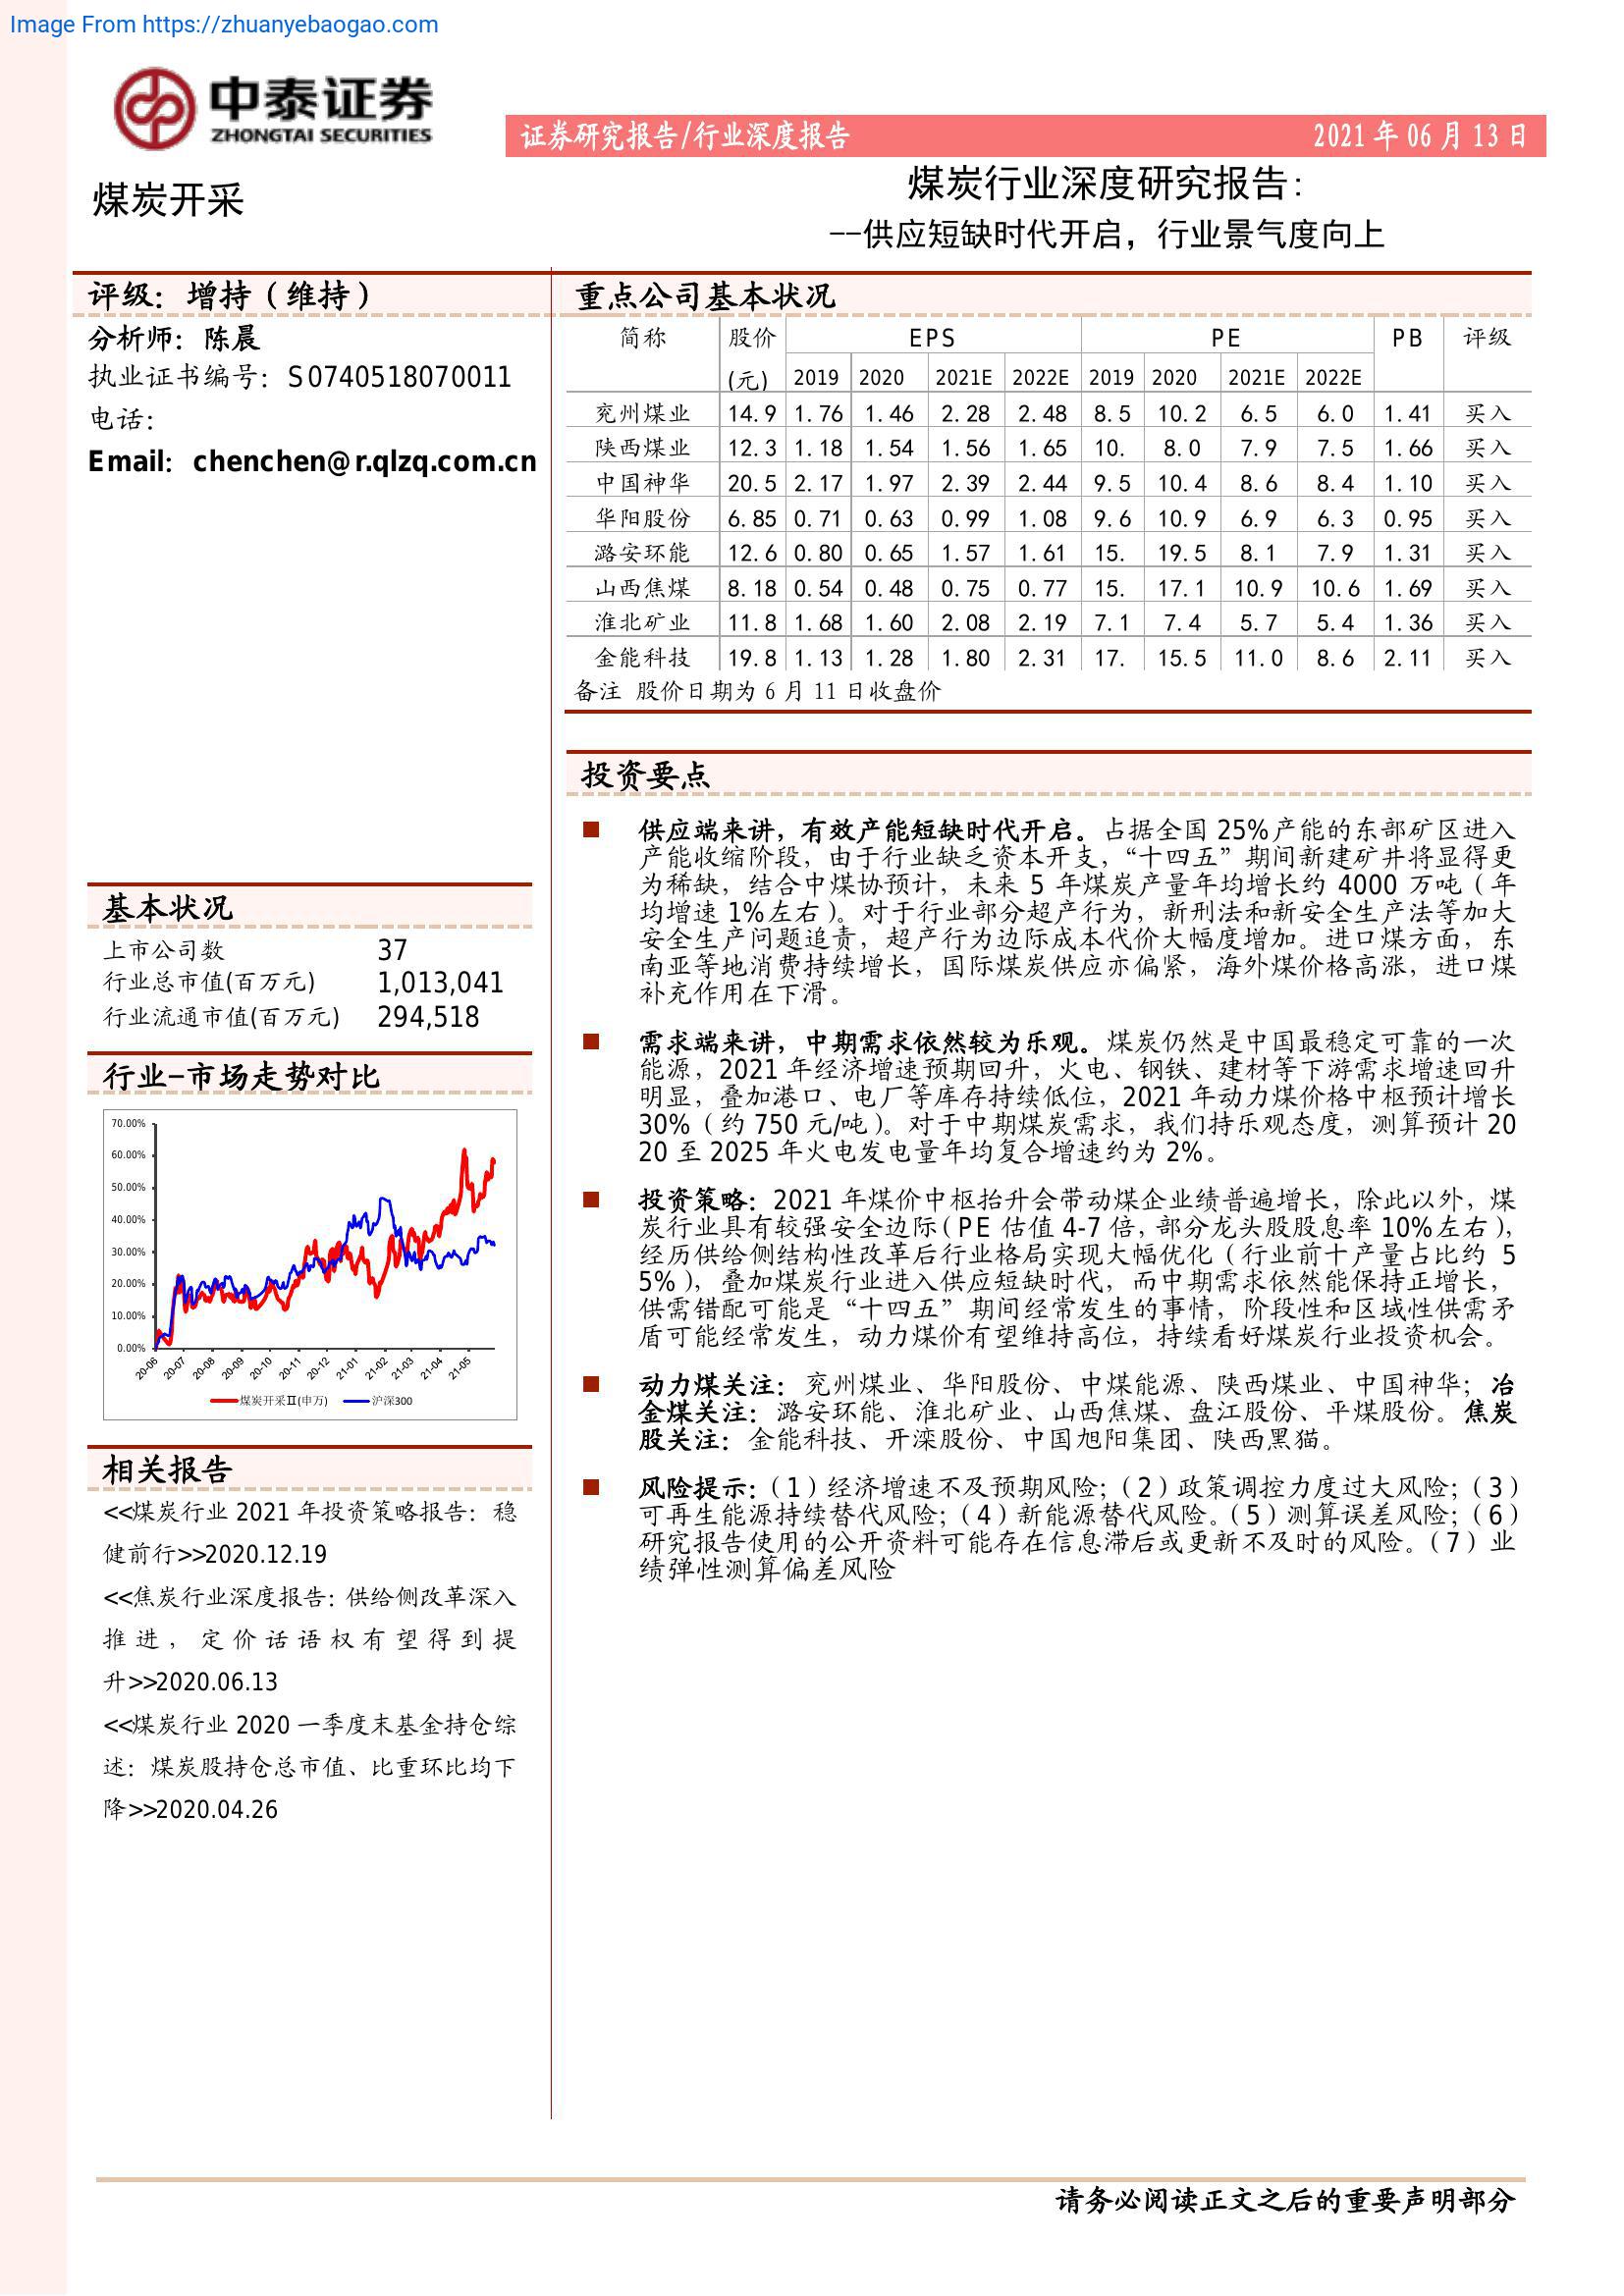 Image From https://zhuanyebaogao.com
中泰证券
ZHONGTAI SECURITIES
证券研究报告/行业深度报告 2021 年 06 月 13 日
煤炭开采
煤炭行业深度研究报告：
--供应短缺时代开启，行业景气度向上
评级：增持（维持）
分析师：陈晨
执业证书编号：S0740518070011
电话：
Email：chenchen@r.qlzq.com.cn
重点公司基本状况
简称 股价 EPS PE PB 评级
(元) 2019 2020 2021E 2022E 2019 2020 2021E 2022E
兖州煤业 14.9 1.76 1.46 2.28 2.48 8.5 10.2 6.5 6.0 1.41 买入
陕西煤业 12.3 1.18 1.54 1.56 1.65 10. 8.0 7.9 7.5 1.66 买入
中国神华 20.5 2.17 1.97 2.39 2.44 9.5 10.4 8.6 8.4 1.10 买入
华阳股份 6.85 0.71 0.63 0.99 1.08 9.6 10.9 6.9 6.3 0.95 买入
潞安环能 12.6 0.80 0.65 1.57 1.61 15. 19.5 8.1 7.9 1.31 买入
山西焦煤 8.18 0.54 0.48 0.75 0.77 15. 17.1 10.9 10.6 1.69 买入
淮北矿业 11.8 1.68 1.60 2.08 2.19 7.1 7.4 5.7 5.4 1.36 买入
金能科技 19.8 1.13 1.28 1.80 2.31 17. 15.5 11.0 8.6 2.11 买入
备注 股价日期为 6 月 11 日收盘价
基本状况
上市公司数 37
行业总市值(百万元) 1,013,041
行业流通市值(百万元) 294,518
行业-市场走势对比
70.00%
60.00%
50.00%
40.00%
30.00%
20.00%
10.00%
0.00%
20-06 20-07 20-08 20-09 20-10 20-11 20-12 21-01 21-02 21-03 21-04 21-05
煤炭开采Ⅱ(申万) 沪深300
相关报告
<<煤炭行业 2021 年投资策略报告：稳
健前行>>2020.12.19
<<焦炭行业深度报告：供给侧改革深入
推进，定价话语权有望得到提
升>>2020.06.13
<<煤炭行业 2020 一季度末基金持仓综
述：煤炭股持仓总市值、比重环比均下
降>>2020.04.26
投资要点
供应端来讲，有效产能短缺时代开启。占据全国 25%产能的东部矿区进入
产能收缩阶段，由于行业缺乏资本开支，“十四五”期间新建矿井将显得更
为稀缺，结合中煤协预计，未来 5 年煤炭产量年均增长约 4000 万吨（年
均增速 1%左右）。对于行业部分超产行为，新刑法和新安全生产法等加大
安全生产问题追责，超产行为边际成本代价大幅度增加。进口煤方面，东
南亚等地消费持续增长，国际煤炭供应亦偏紧，海外煤价格高涨，进口煤
补充作用在下滑。
需求端来讲，中期需求依然较为乐观。煤炭仍然是中国最稳定可靠的一次
能源，2021 年经济增速预期回升，火电、钢铁、建材等下游需求增速回升
明显，叠加港口、电厂等库存持续低位，2021 年动力煤价格中枢预计增长
30%（约 750 元/吨）。对于中期煤炭需求，我们持乐观态度，测算预计 20
20 至 2025 年火电发电量年均复合增速约为 2%。
投资策略：2021 年煤价中枢抬升会带动煤企业绩普遍增长，除此以外，煤
炭行业具有较强安全边际（PE 估值 4-7 倍，部分龙头股股息率 10%左右），
经历供给侧结构性改革后行业格局实现大幅优化（行业前十产量占比约 5
5%），叠加煤炭行业进入供应短缺时代，而中期需求依然能保持正增长，
供需错配可能是“十四五”期间经常发生的事情，阶段性和区域性供需矛
盾可能经常发生，动力煤价有望维持高位，持续看好煤炭行业投资机会。
动力煤关注：兖州煤业、华阳股份、中煤能源、陕西煤业、中国神华；冶
金煤关注：潞安环能、淮北矿业、山西焦煤、盘江股份、平煤股份。焦炭
股关注：金能科技、开滦股份、中国旭阳集团、陕西黑猫。
风险提示：（1）经济增速不及预期风险；（2）政策调控力度过大风险；（3）
可再生能源持续替代风险；（4）新能源替代风险。（5）测算误差风险；（6）
研究报告使用的公开资料可能存在信息滞后或更新不及时的风险。（7）业
绩弹性测算偏差风险
请务必阅读正文之后的重要声明部分